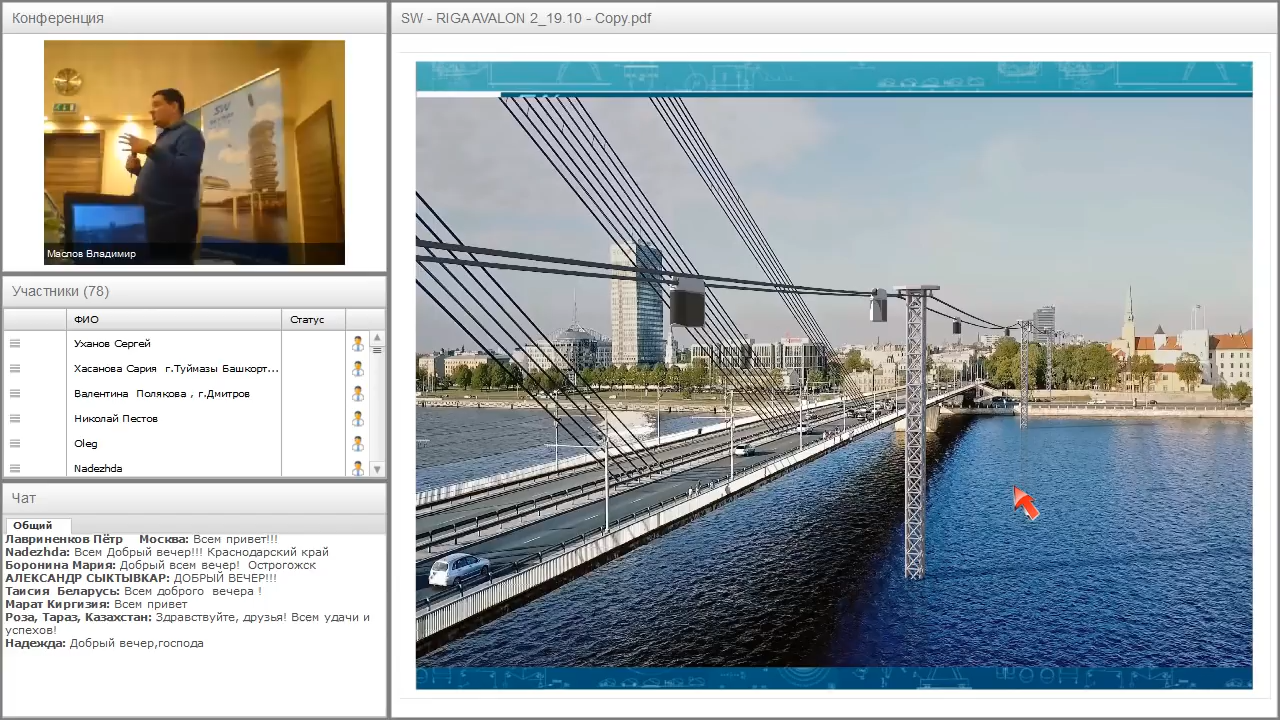 Конференция
SW
Маслов Владимир
Участники (78)
ФИО
Статус
Уханов Сергей
Хасанова Сария г.Туймазы Башкорт...
Валентина Полякова , г.Дмитров
Николай Пестов
Oleg
Nadezhda
Чат
Общий
Лавриненков Пётр Москва: Всем привет!!!
Nadezhda: Всем Добрый вечер!!! Краснодарский край
Боронина Мария: Добрый всем вечер! Острогожск
АЛЕКСАНДР СЫКТЫВКАР: ДОБРЫЙ ВЕЧЕР!!!
Таисия Беларусь: Всем доброго вечера !
Марат Киргизия: Всем привет
Роза, Тараз, Казахстан: Здравствуйте, друзья! Всем удачи и
успехов!
Надежда: Добрый вечер,господа
SW - RIGAAVALON 2_19.10 - Copy.pdf